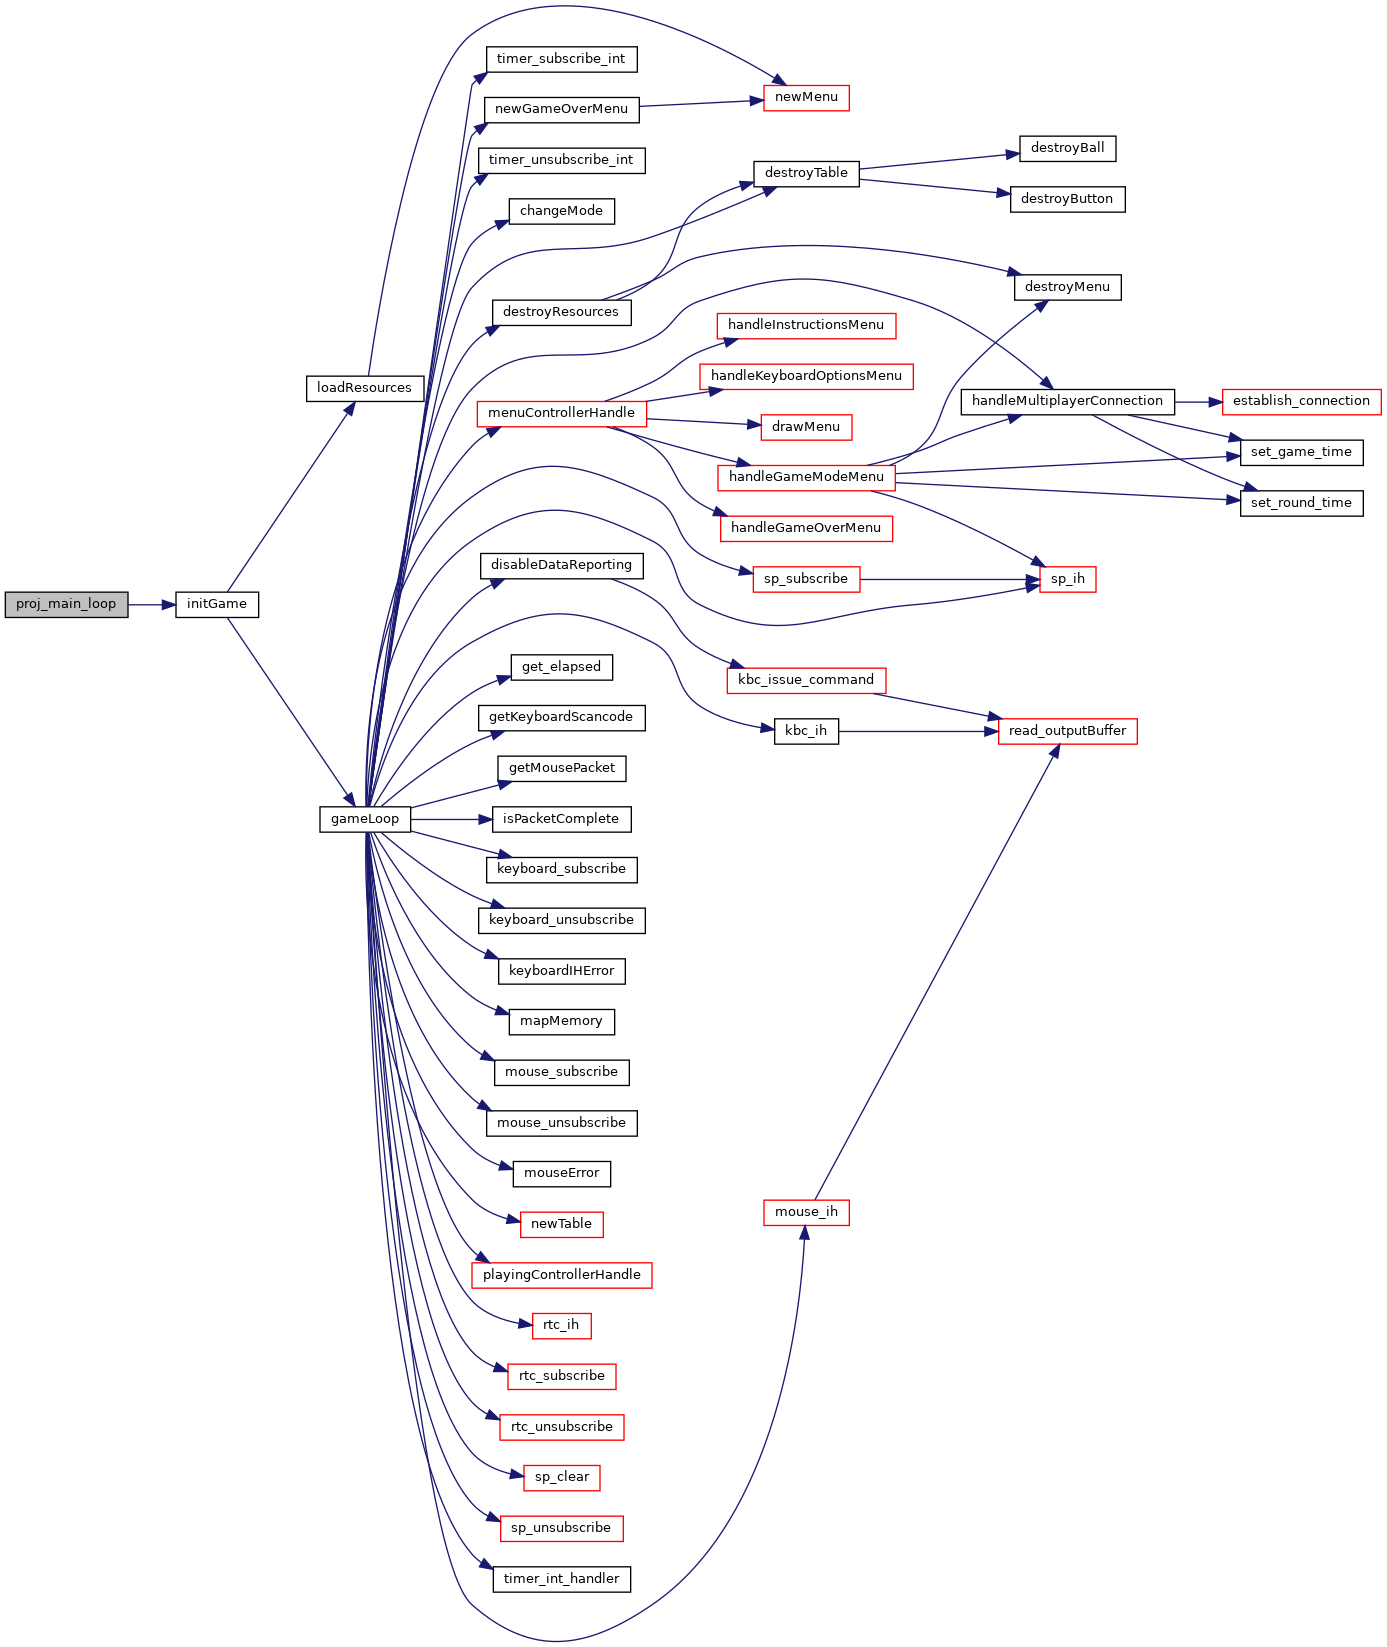 proj_main_loop
initGame
loadResources
gameLoop
timer_subscribe_int
newGameOverMenu
timer_unsubscribe_int
changeMode
destroyResources
menuControllerHandle
disableDataReporting
get_elapsed
getKeyboardScancode
getMousePacket
isPacketComplete
keyboard_subscribe
keyboard_unsubscribe
keyboardIHError
mapMemory
mouse_subscribe
mouse_unsubscribe
mouseError
newTable
playingControllerHandle
rtc_ih
rtc_subscribe
rtc_unsubscribe
sp_clear
sp_unsubscribe
timer_int_handler
newMenu
destroyTable
handleInstructionsMenu
handleKeyboardOptionsMenu
drawMenu
handleGameModeMenu
handleGameOverMenu
sp_subscribe
kbc_issue_command
kbc_ih
mouse_ih
destroyBall
destroyButton
destroyMenu
handleMultiplayerConnection
sp_ih
read_outputBuffer
establish_connection
set_game_time
set_round_time